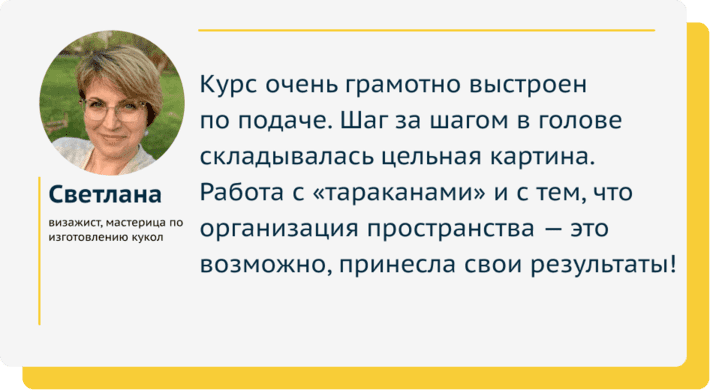 Светлана
визажист, мастерица по
изготовлению кукол
Курс очень грамотно выстроен
по подаче. Шаг за шагом в голове
складывалась цельная картина.
Работа с «тараканами» и с тем, что
организация пространства — это
возможно, принесла свои результаты!